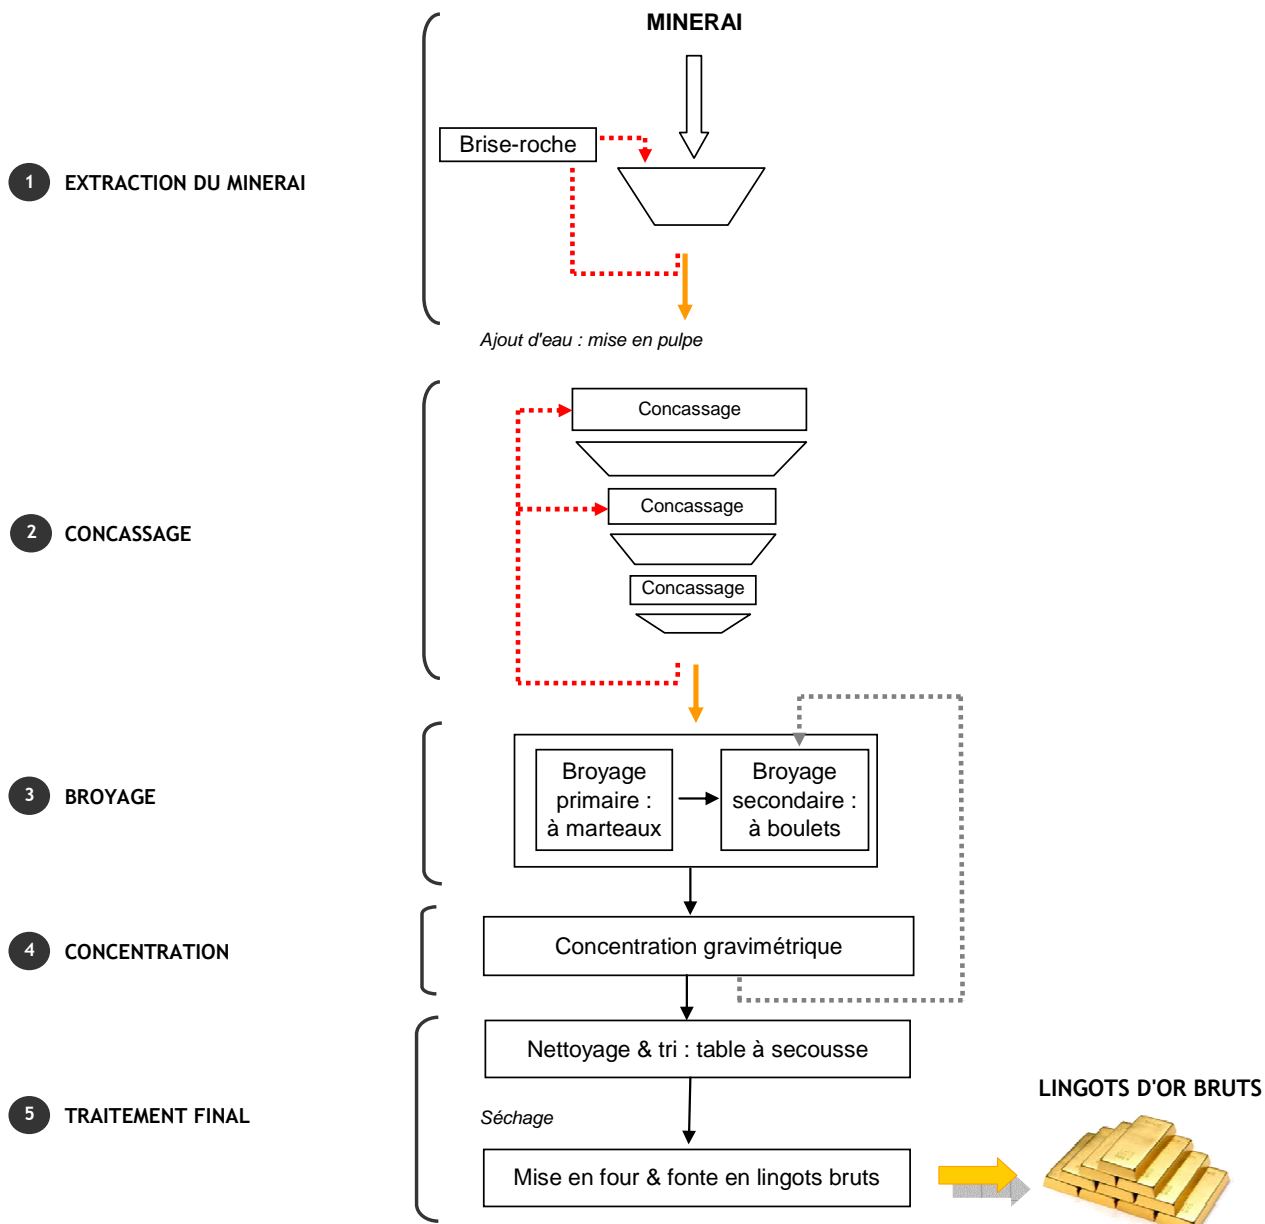 MINERAI
Brise-roche
1 EXTRACTION DU MINERAI
Ajout d'eau : mise en pulpe
Concassage
Concassage
2 CONCASSAGE
Concassage
Broyage
primaire :
à marteaux
Broyage
secondaire :
à boulets
3 BROYAGE
4 CONCENTRATION
Concentration gravimétrique
Nettoyage & tri : table à secousse
5 TRAITEMENT FINAL
Séchage
LINGOTS D'OR BRUTS
Mise en four & fonte en lingots bruts